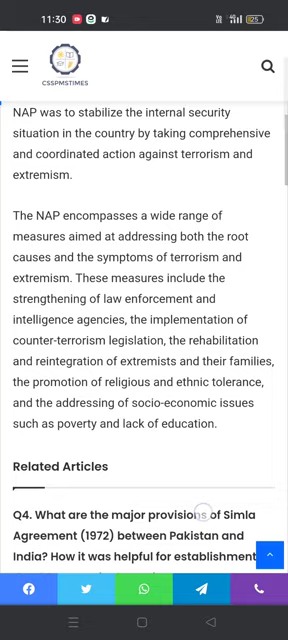 11:30
25
CSSPMSTIMES
NAP was to stabilize the internal security
situation in the country by taking comprehensive
and coordinated action against terrorism and
extremism.
The NAP encompasses a wide range of
measures aimed at addressing both the root
causes and the symptoms of terrorism and
extremism. These measures include the
strengthening of law enforcement and
intelligence agencies, the implementation of
counter-terrorism legislation, the rehabilitation
and reintegration of extremists and their families,
the promotion of religious and ethnic tolerance,
and the addressing of socio-economic issues
such as poverty and lack of education.
Related Articles
Q4. What are the major provisions of Simla
Agreement (1972) between Pakistan and
India? How it was helpful for establishment